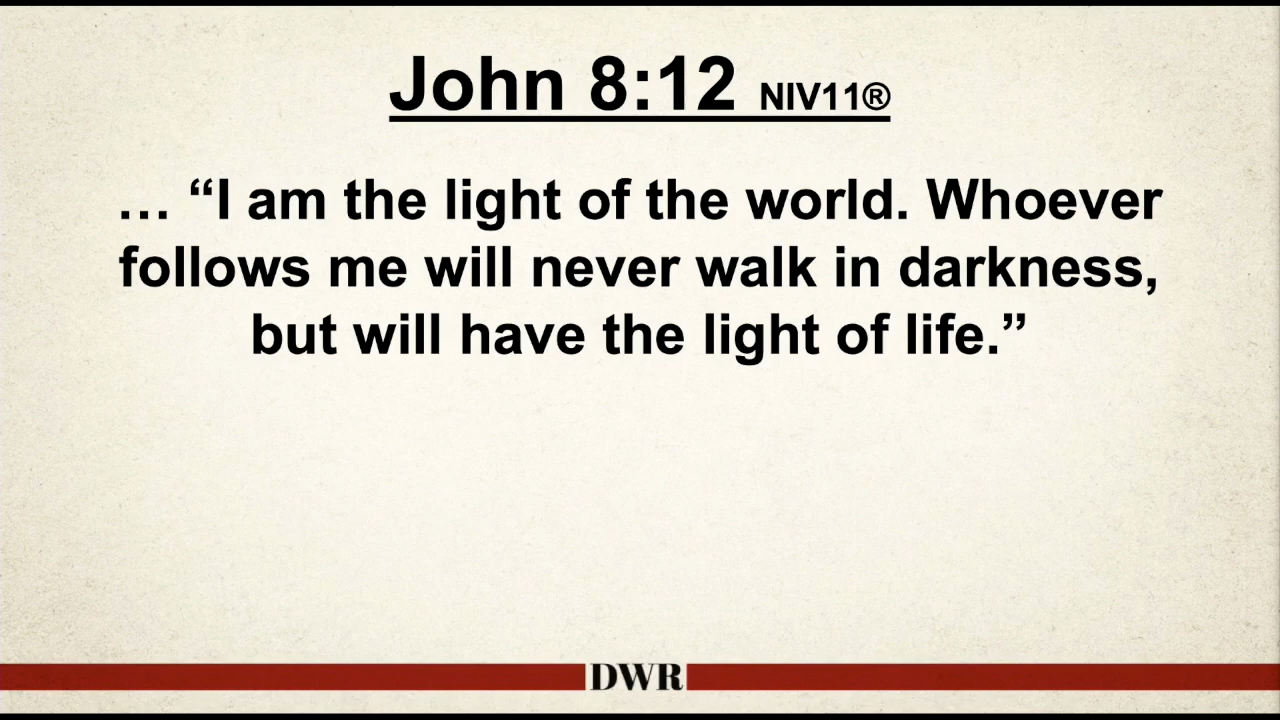 John 8:12 NIV11®
… “I am the light of the world. Whoever
follows me will never walk in darkness,
but will have the light of life.”
DWR